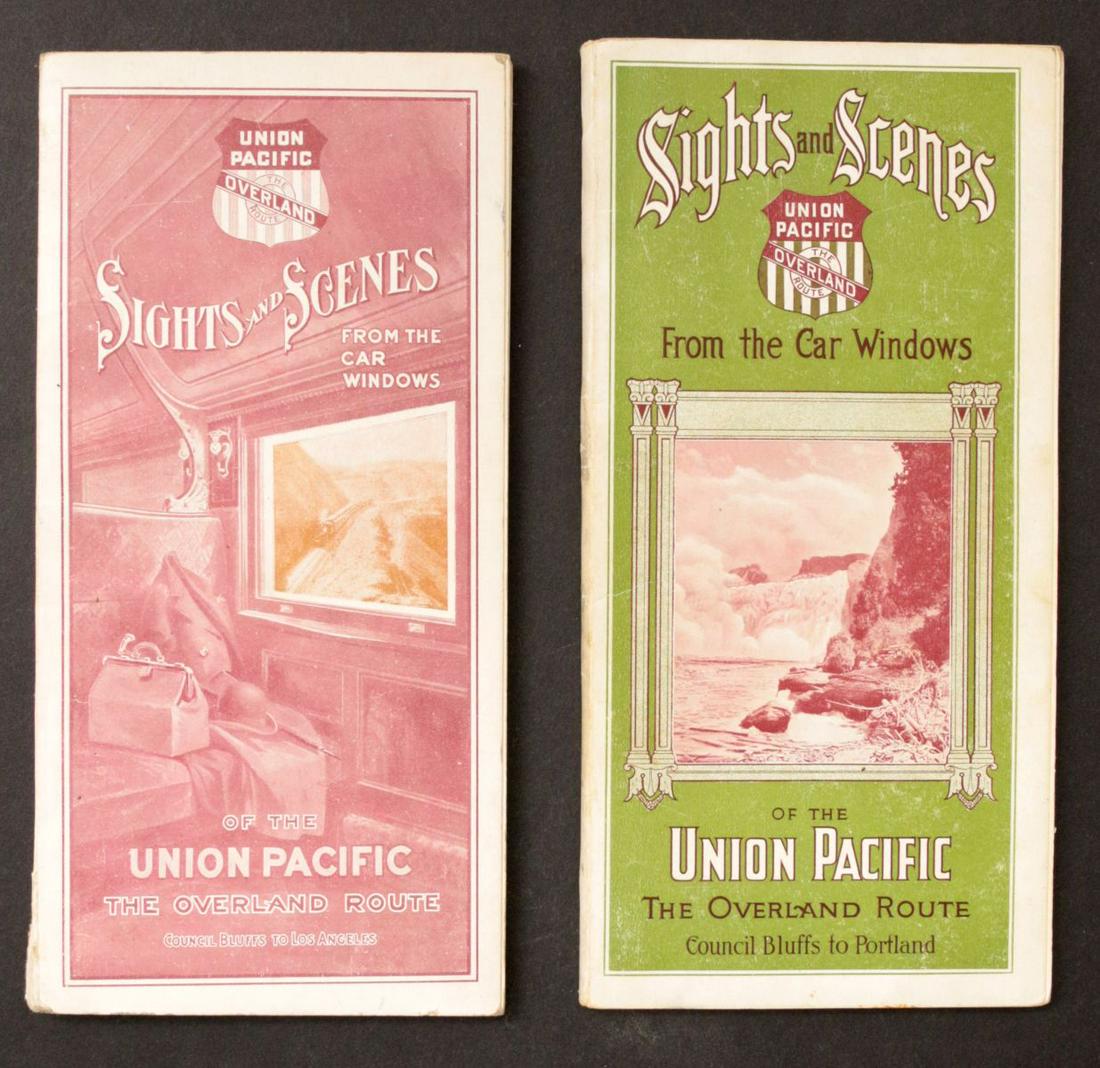 UNION
PACIFIC
THE
OVERLAND
ROUTE
SIGHTS AND SCENES
FROM THE
CAR
WINDOWS
OF THE
UNION PACIFIC
THE OVERLAND ROUTE
COUNCIL BLUFFS TO LOS ANGELES
Sights and Scenes
UNION
PACIFIC
THE
OVERLAND
ROUTE
From the Car Windows
OF THE
UNION PACIFIC
THE OVERLAND ROUTE
Council Bluffs to Portland